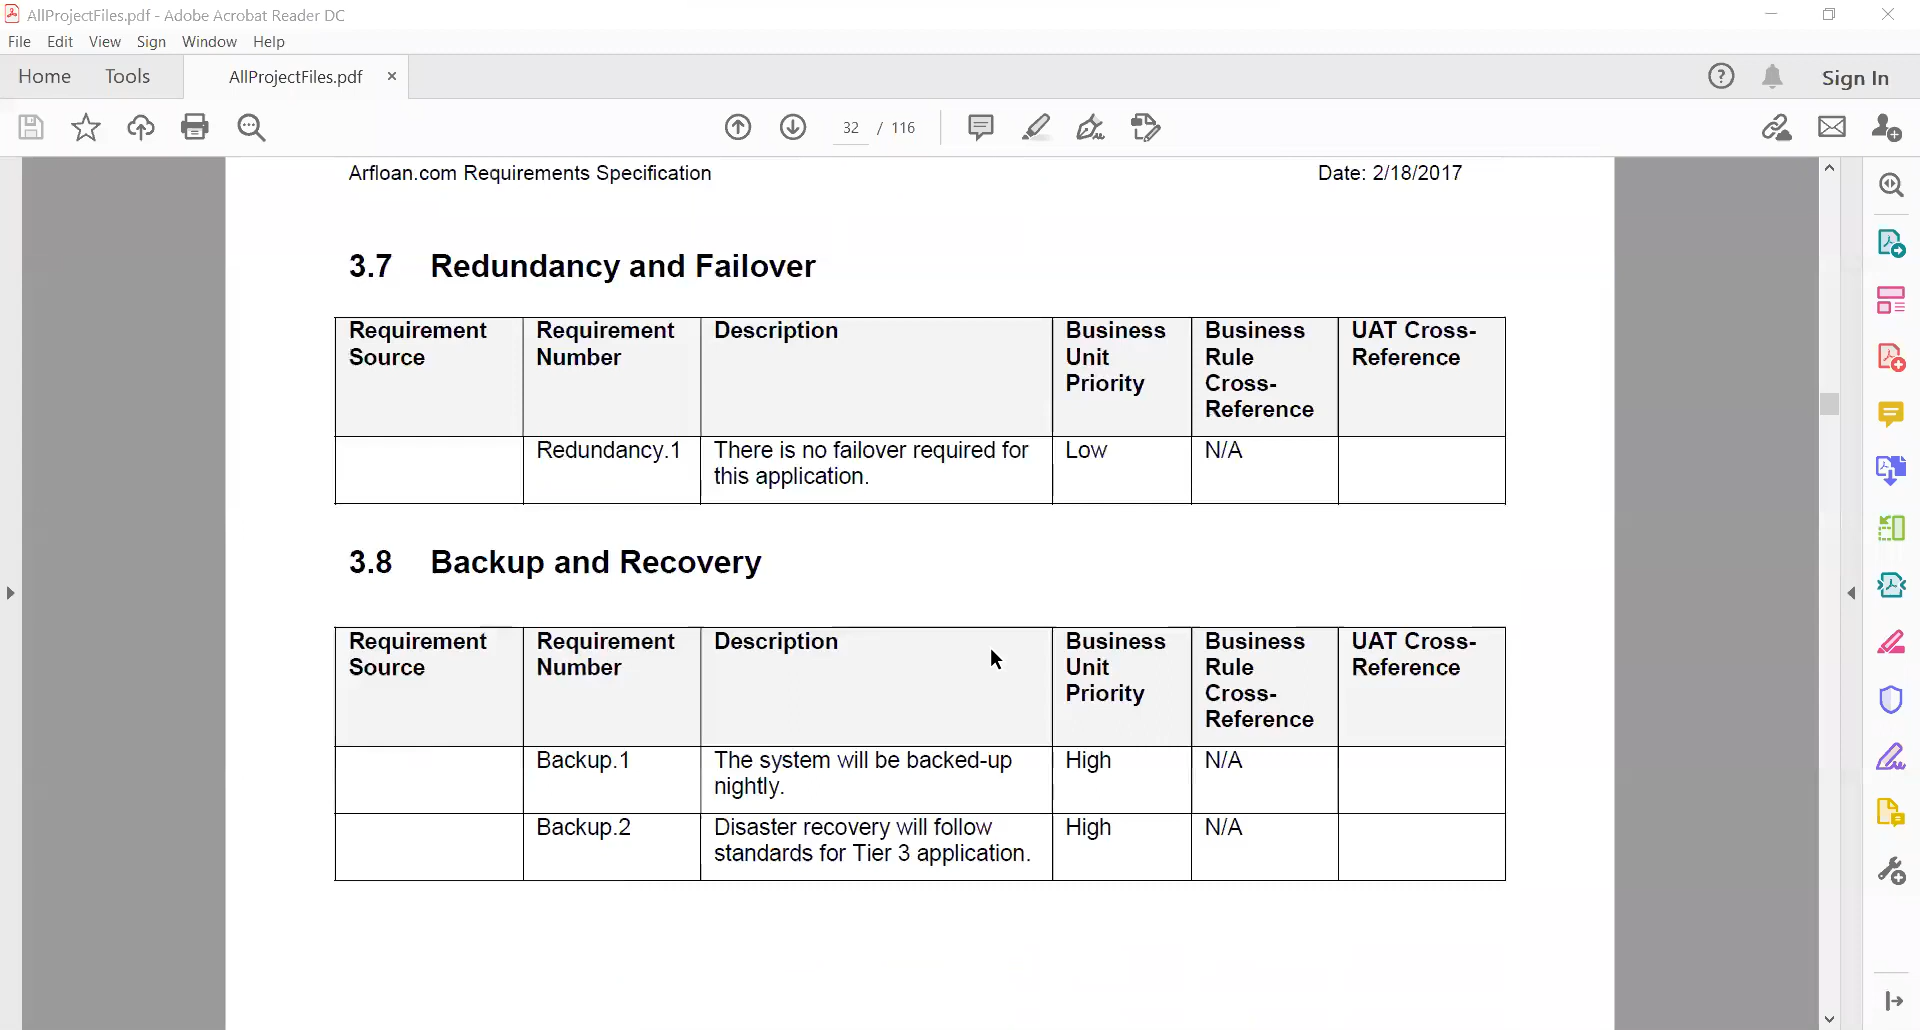 AllProjectFiles.pdf - Adobe Acrobat Reader DC
File Edit View Sign Window Help
Home Tools AllProjectFiles.pdf × Sign In
32 / 116
Arfloan.com Requirements Specification Date: 2/18/2017
3.7 Redundancy and Failover
Requirement Source
Requirement Number
Description
Business Unit Priority
Business Rule Cross-Reference
UAT Cross-Reference
Redundancy.1
There is no failover required for
this application.
Low
N/A
3.8 Backup and Recovery
Requirement Source
Requirement Number
Description
Business Unit Priority
Business Rule Cross-Reference
UAT Cross-Reference
Backup.1
The system will be backed-up
nightly.
High
N/A
Backup.2
Disaster recovery will follow
standards for Tier 3 application.
High
N/A